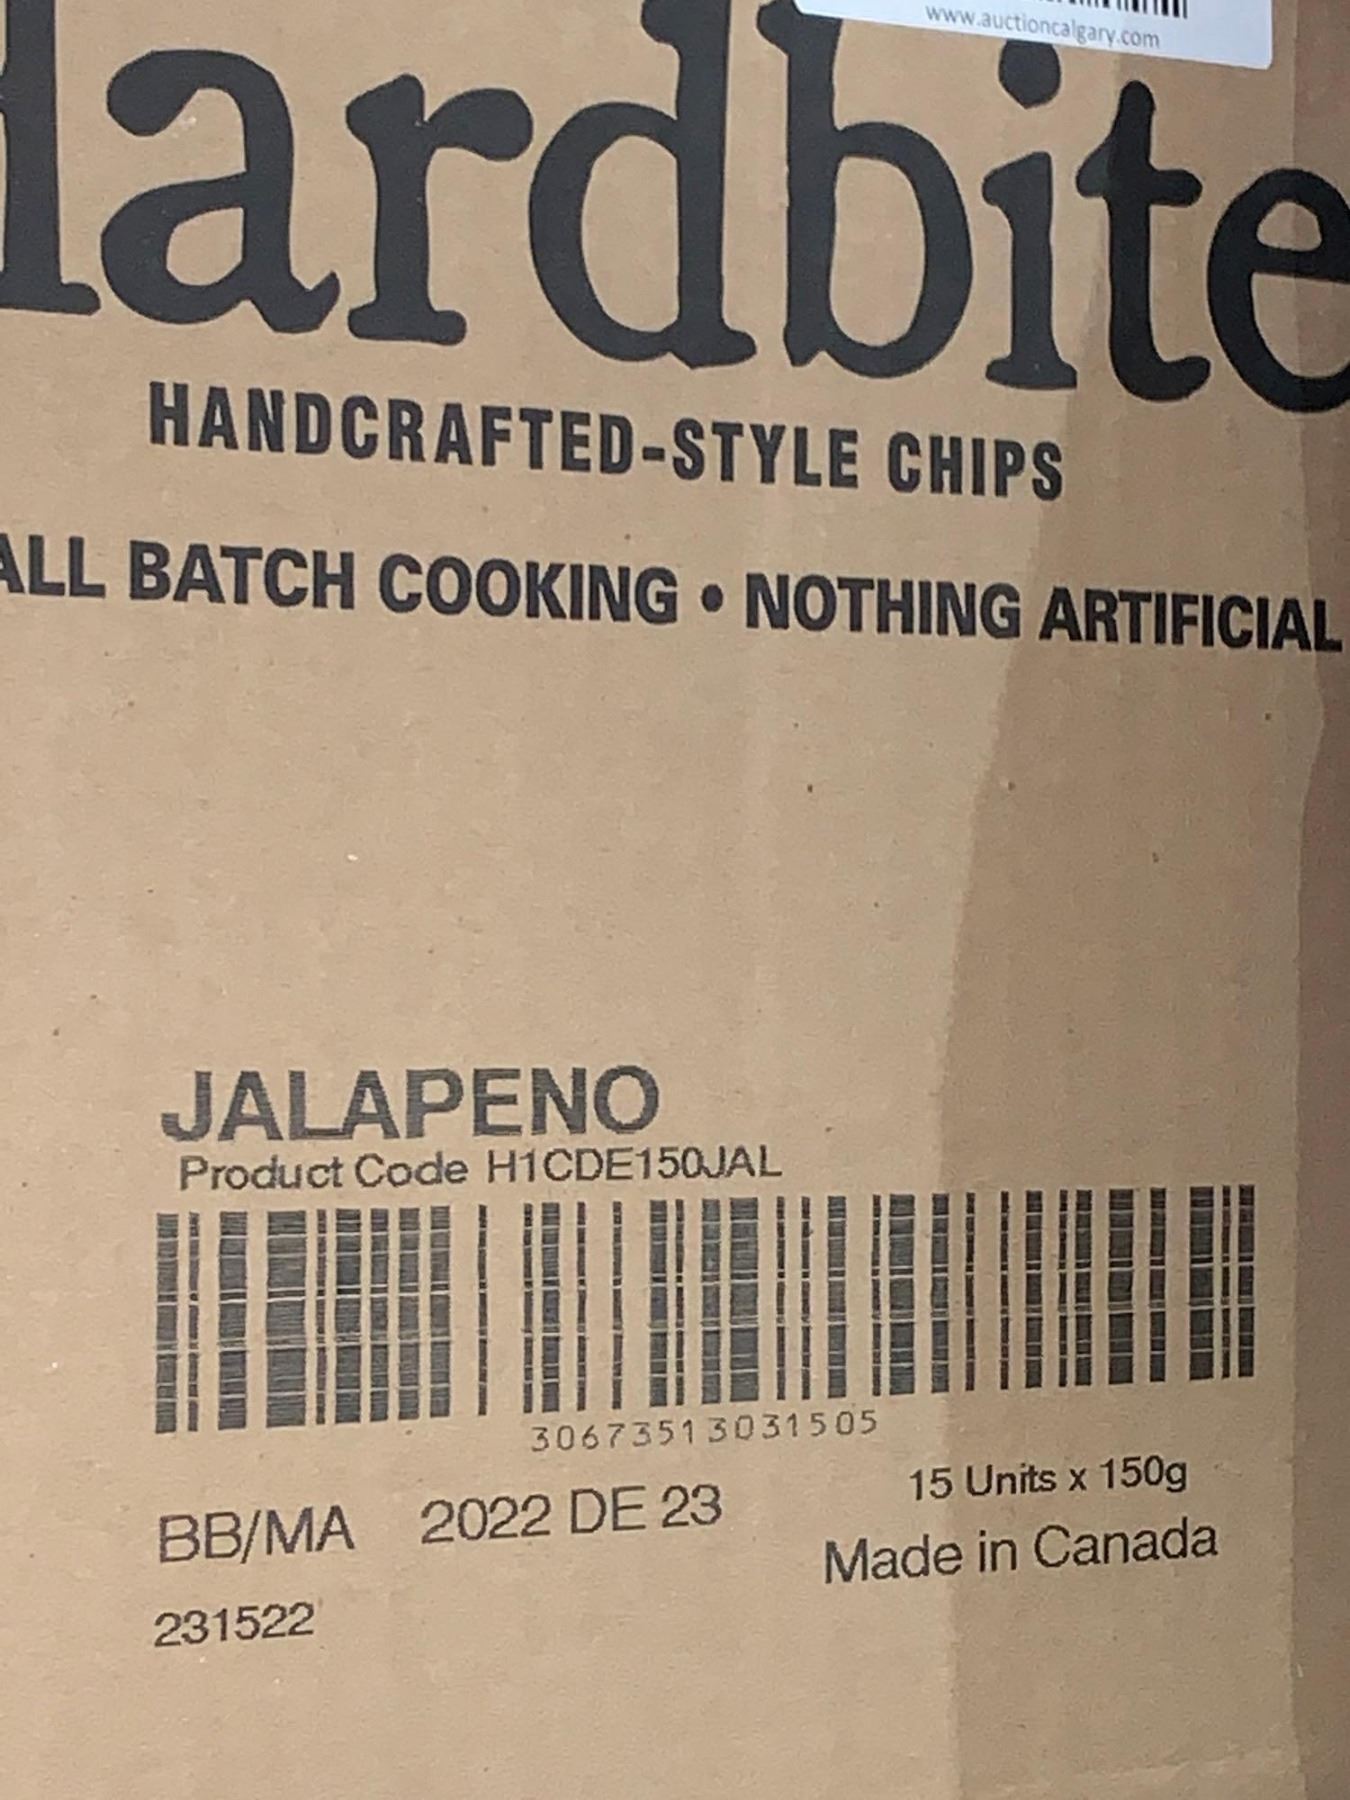 www.auctioncalgary.com
Hardbite
HANDCRAFTED-STYLE CHIPS
ALL BATCH COOKING • NOTHING ARTIFICIAL
JALAPENO
Product Code H1CDE150JAL
30673513031505
15 Units x 150g
BB/MA 2022 DE 23
Made in Canada
231522